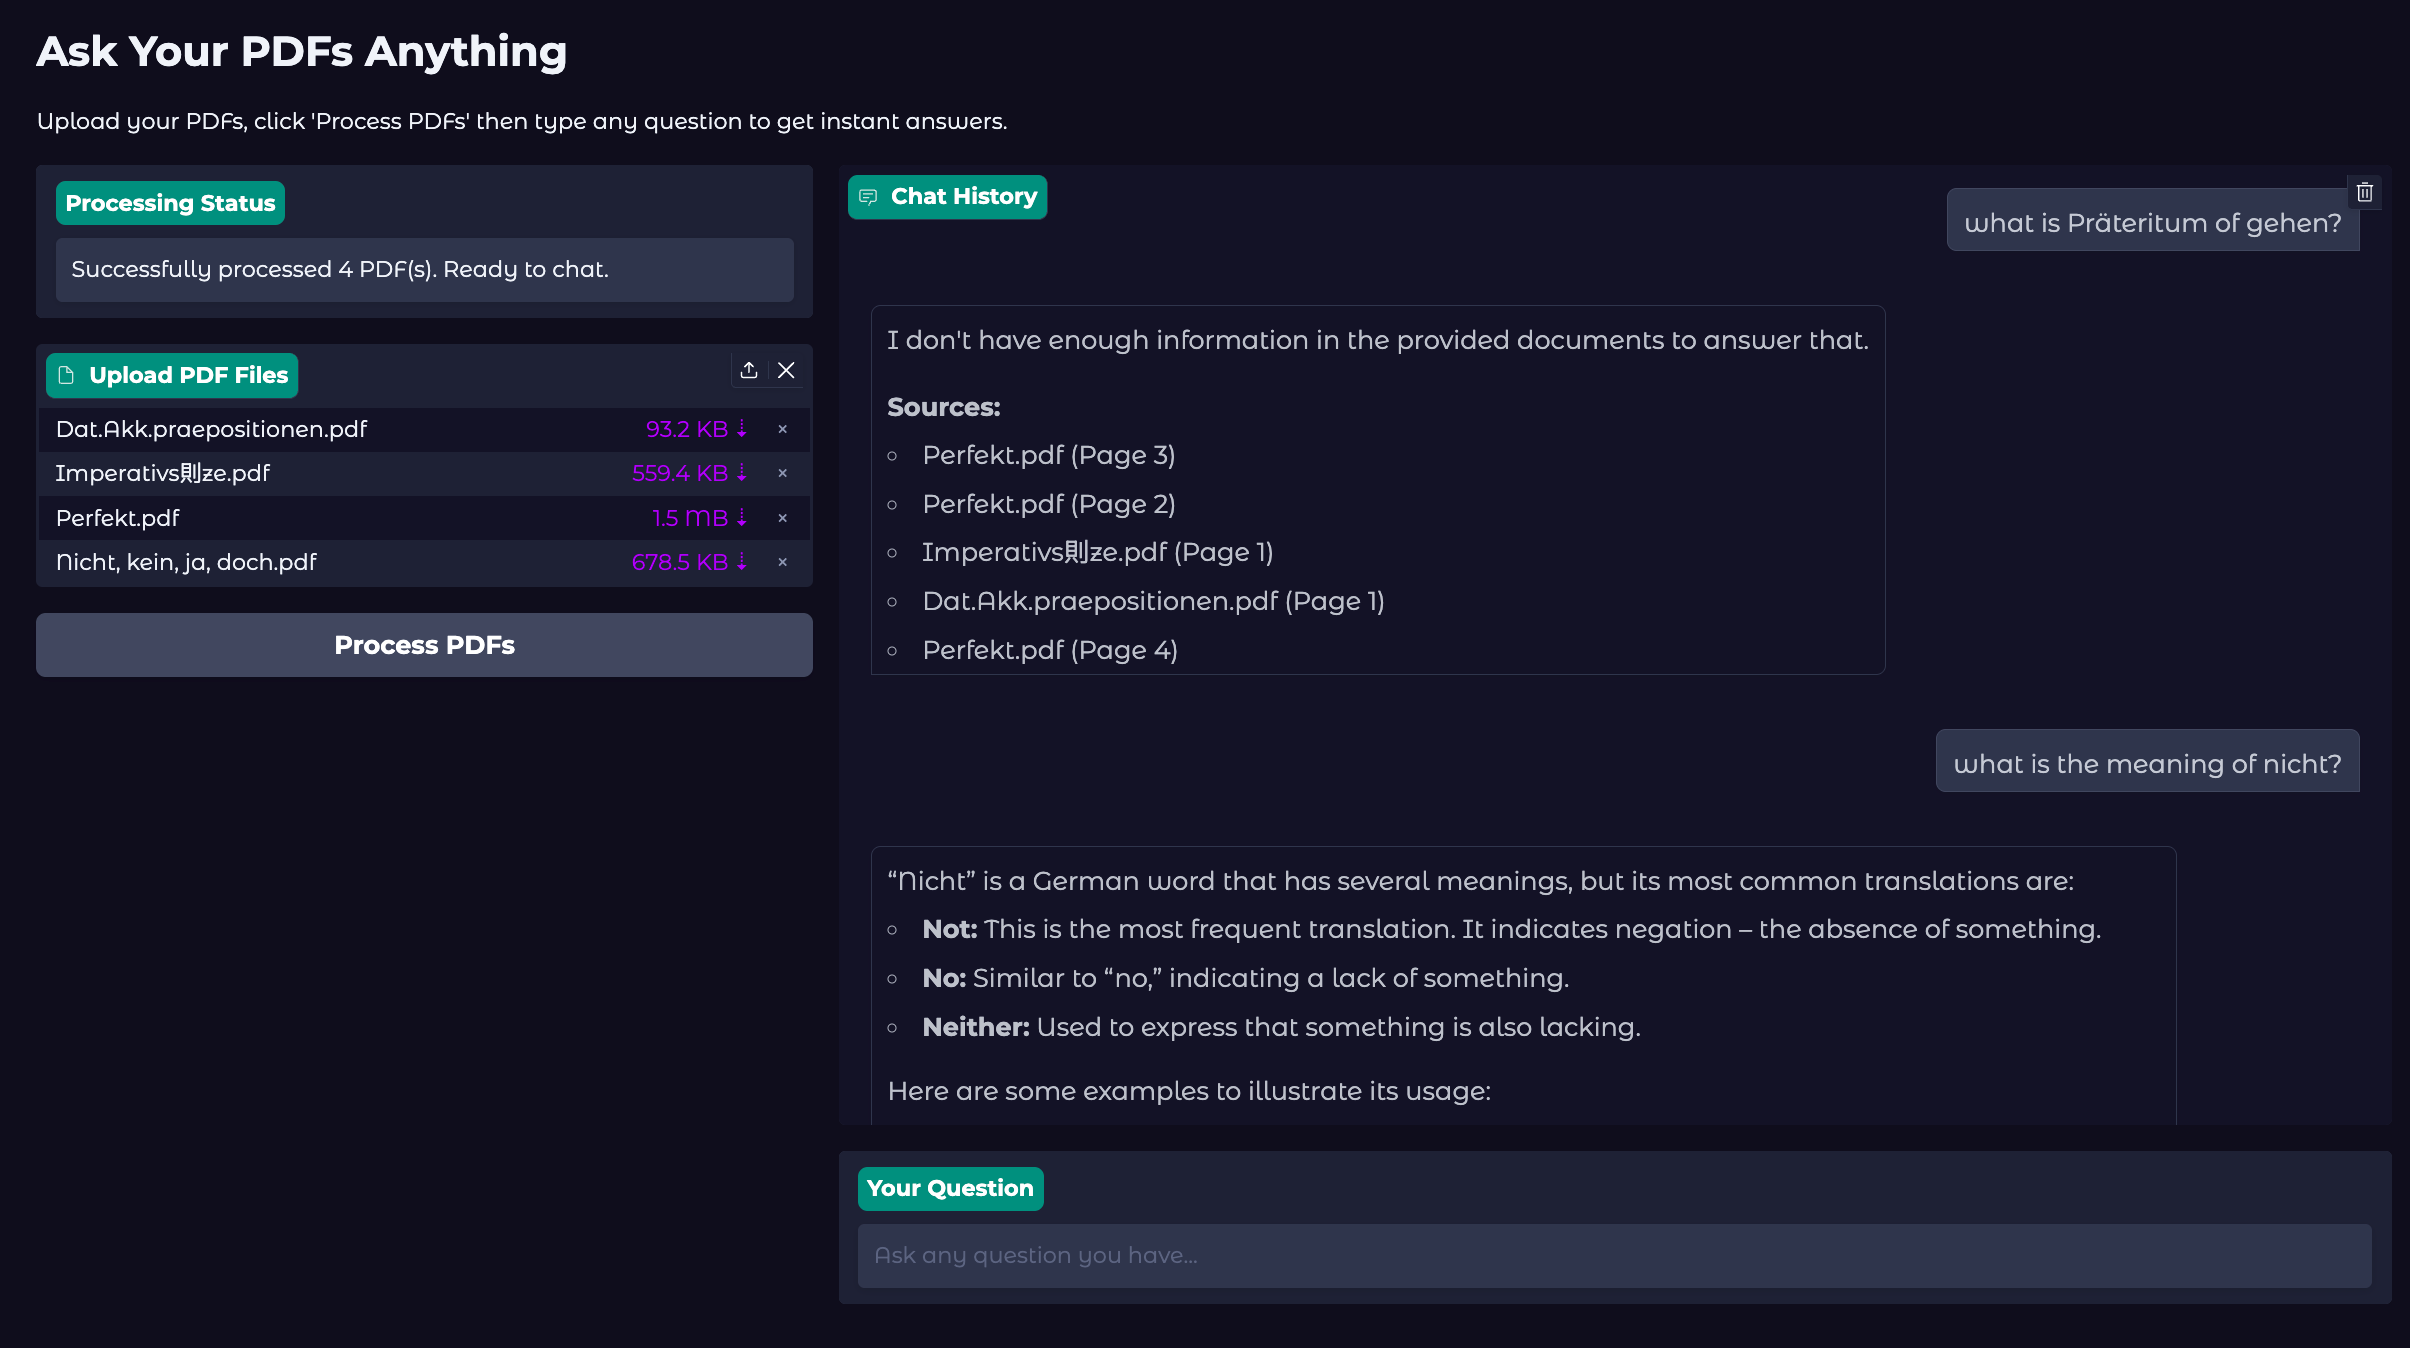 Ask Your PDFs Anything
Upload your PDFs, click 'Process PDFs' then type any question to get instant answers.
Processing Status
Successfully processed 4 PDF(s). Ready to chat.
Upload PDF Files
Dat.Akk.praepositionen.pdf 93.2 KB ⇣ ×
Imperativs則ze.pdf 559.4 KB ⇣ ×
Perfekt.pdf 1.5 MB ⇣ ×
Nicht, kein, ja, doch.pdf 678.5 KB ⇣ ×
Process PDFs
Chat History
what is Präteritum of gehen?
I don't have enough information in the provided documents to answer that.
Sources:
Perfekt.pdf (Page 3)
Perfekt.pdf (Page 2)
Imperativs則ze.pdf (Page 1)
Dat.Akk.praepositionen.pdf (Page 1)
Perfekt.pdf (Page 4)
what is the meaning of nicht?
“Nicht” is a German word that has several meanings, but its most common translations are:
Not: This is the most frequent translation. It indicates negation – the absence of something.
No: Similar to “no,” indicating a lack of something.
Neither: Used to express that something is also lacking.
Here are some examples to illustrate its usage:
Your Question
Ask any question you have...